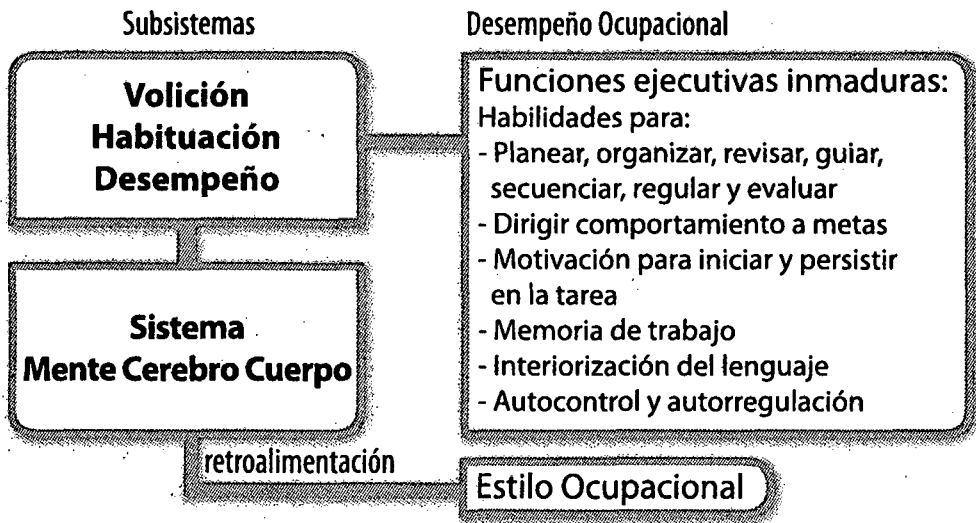 Subsistemas
Desempeño Ocupacional
Volición
Habituación
Desempeño
Funciones ejecutivas inmaduras:
Habilidades para:
- Planear, organizar, revisar, guiar,
secuenciar, regular y evaluar
- Dirigir comportamiento a metas
- Motivación para iniciar y persistir
en la tarea
- Memoria de trabajo
- Interiorización del lenguaje
- Autocontrol y autorregulación
Sistema
Mente Cerebro Cuerpo
retroalimentación
Estilo Ocupacional